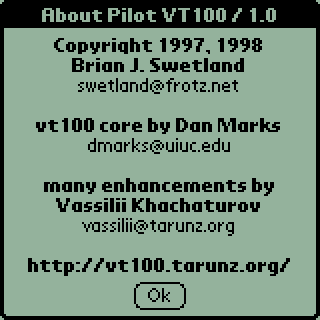 About Pilot VT100 / 1.0
Copyright 1997, 1998
Brian J. Swetland
swetland@frotz.net
vt100 core by Dan Marks
dmarks@uiuc.edu
many enhancements by
Vassilii Khachaturov
vassilii@tarunz.org
http://vt100.tarunz.org/
Ok